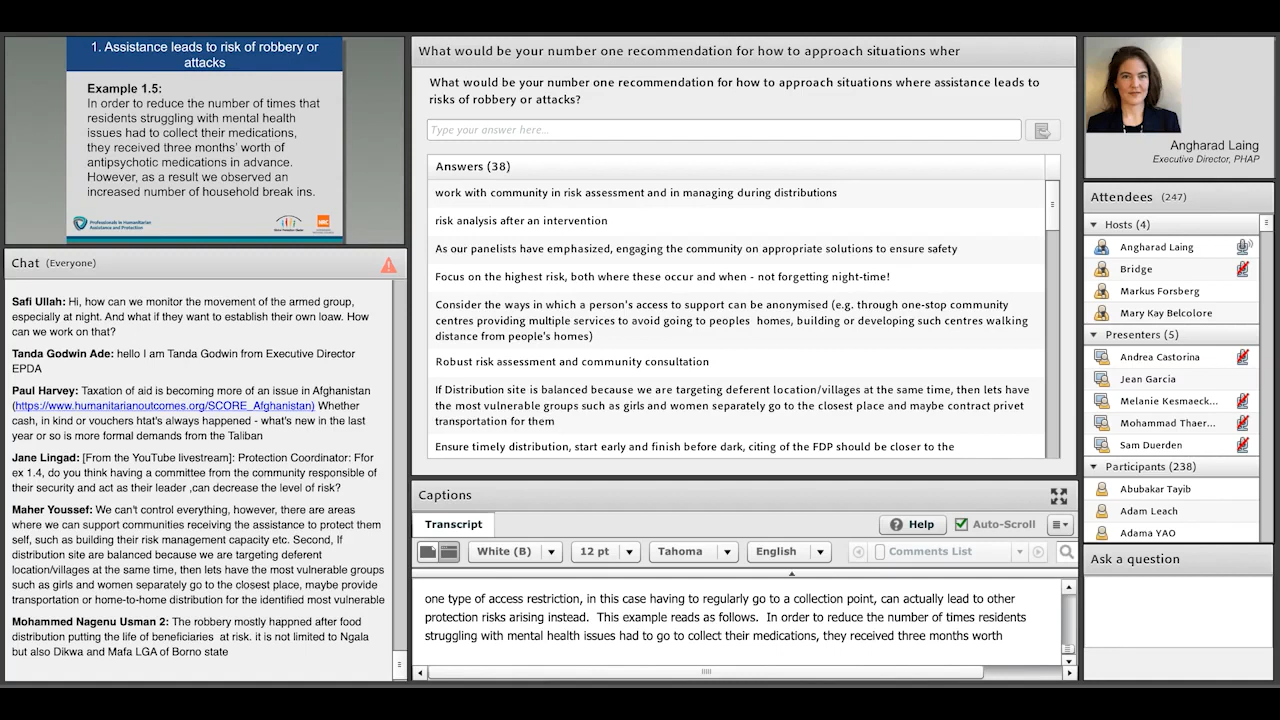 1. Assistance leads to risk of robbery or
attacks
Example 1.5:
In order to reduce the number of times that
residents struggling with mental health
issues had to collect their medications,
they received three months' worth of
antipsychotic medications in advance.
However, as a result we observed an
increased number of household break ins.
Professionals in Humanitarian
Assistance and Protection
NRC
Chat (Everyone)
Safi Ullah: Hi, how can we monitor the movement of the armed group,
especially at night. And what if they want to establish their own loaw. How
can we work on that?
Tanda Godwin Ade: hello I am Tanda Godwin from Executive Director
EPDA
Paul Harvey: Taxation of aid is becoming more of an issue in Afghanistan
(https://www.humanitarianoutcomes.org/SCORE_Afghanistan) Whether
cash, in kind or vouchers htat's always happened - what's new in the last
year or so is more formal demands from the Taliban
Jane Lingad: [From the YouTube livestream]: Protection Coordinator: Ffor
ex 1.4, do you think having a committee from the community responsible of
their security and act as their leader ,can decrease the level of risk?
Maher Youssef: We can't control everything, however, there are areas
where we can support communities receiving the assistance to protect them
self, such as building their risk management capacity etc. Second, If
distribution site are balanced because we are targeting deferent
location/villages at the same time, then lets have the most vulnerable groups
such as girls and women separately go to the closest place, maybe provide
transportation or home-to-home distribution for the identified most vulnerable
Mohammed Nagenu Usman 2: The robbery mostly happned after food
distribution putting the life of beneficiaries at risk. it is not limited to Ngala
but also Dikwa and Mafa LGA of Borno state
What would be your number one recommendation for how to approach situations wher
What would be your number one recommendation for how to approach situations where assistance leads to
risks of robbery or attacks?
Type your answer here...
Answers (38)
work with community in risk assessment and in managing during distributions
risk analysis after an intervention
As our panelists have emphasized, engaging the community on appropriate solutions to ensure safety
Focus on the highest risk, both where these occur and when - not forgetting night-time!
Consider the ways in which a person's access to support can be anonymised (e.g. through one-stop community
centres providing multiple services to avoid going to peoples homes, building or developing such centres walking
distance from people's homes)
Robust risk assessment and community consultation
If Distribution site is balanced because we are targeting deferent location/villages at the same time, then lets have
the most vulnerable groups such as girls and women separately go to the closest place and maybe contract privet
transportation for them
Ensure timely distribution, start early and finish before dark, citing of the FDP should be closer to the
Captions
Transcript
Help
Auto-Scroll
White (B)
12 pt
Tahoma
English
Comments List
one type of access restriction, in this case having to regularly go to a collection point, can actually lead to other
protection risks arising instead. This example reads as follows. In order to reduce the number of times residents
struggling with mental health issues had to go to collect their medications, they received three months worth
Angharad Laing
Executive Director, PHAP
Attendees (247)
Hosts (4)
Angharad Laing
Bridge
Markus Forsberg
Mary Kay Belcolore
Presenters (5)
Andrea Castorina
Jean Garcia
Melanie Kesmaeck...
Mohammad Thaer...
Sam Duerden
Participants (238)
Abubakar Tayib
Adam Leach
Adama YAO
Ask a question